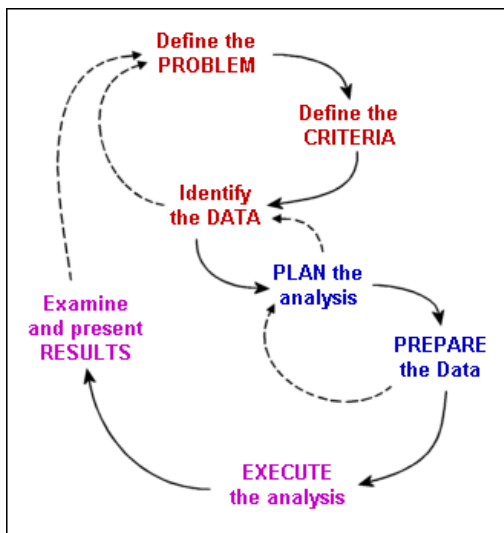 Define the
PROBLEM
Define the
CRITERIA
Identify
the DATA
PLAN the
analysis
PREPARE
the Data
EXECUTE
the analysis
Examine
and present
RESULTS